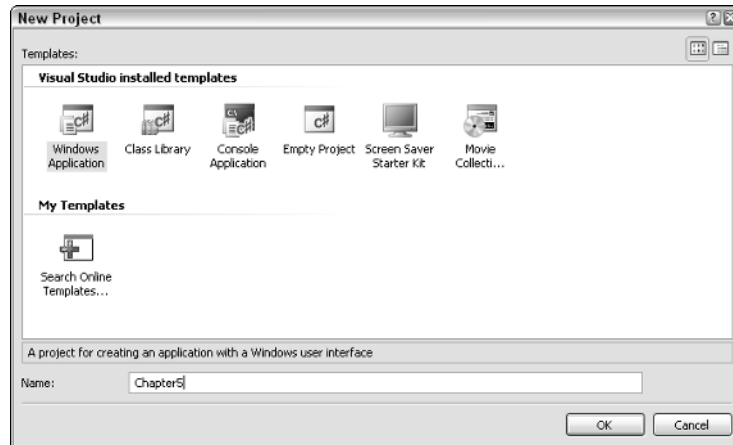 New Project
Templates:
Visual Studio installed templates
Windows Application
Class Library
Console Application
Empty Project
Screen Saver Starter Kit
Movie Collecti...
My Templates
Search Online Templates...
A project for creating an application with a Windows user interface
Name:
Chapter5
OK
Cancel